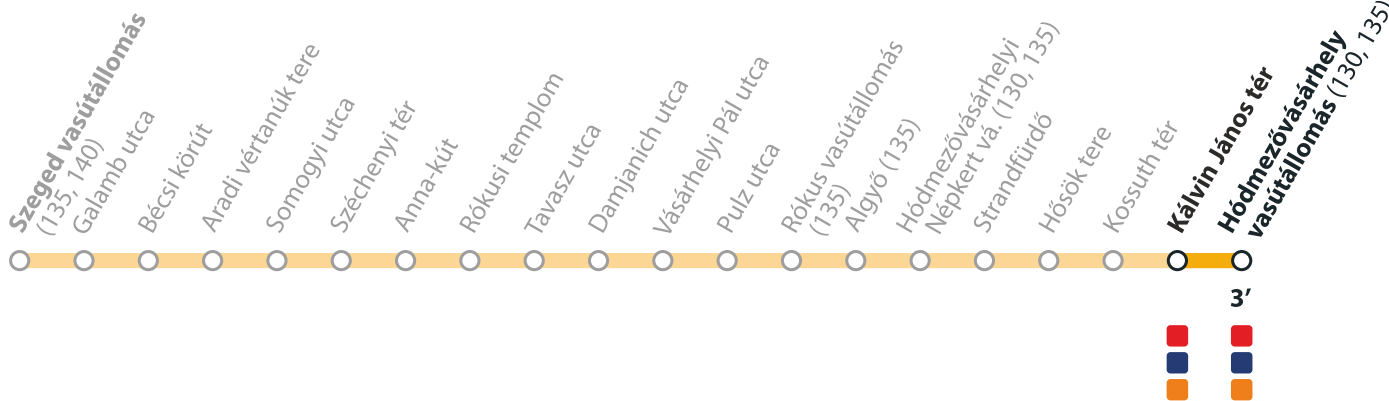 Szeged vasútállomás
(135, 140)
Galamb utca
Bécsi körút
Aradi vértanúk tere
Somogyi utca
Széchenyi tér
Anna-kút
Rókusi templom
Tavasz utca
Damjanich utca
Vásárhelyi Pál utca
Pulz utca
Rókus vasútállomás
(135)
Algyő (135)
Hódmezővásárhelyi
Népkert vá. (130, 135)
Strandfürdő
Hősök tere
Kossuth tér
Kálvin János tér
Hódmezővásárhely
vasútállomás (130, 135)
3’